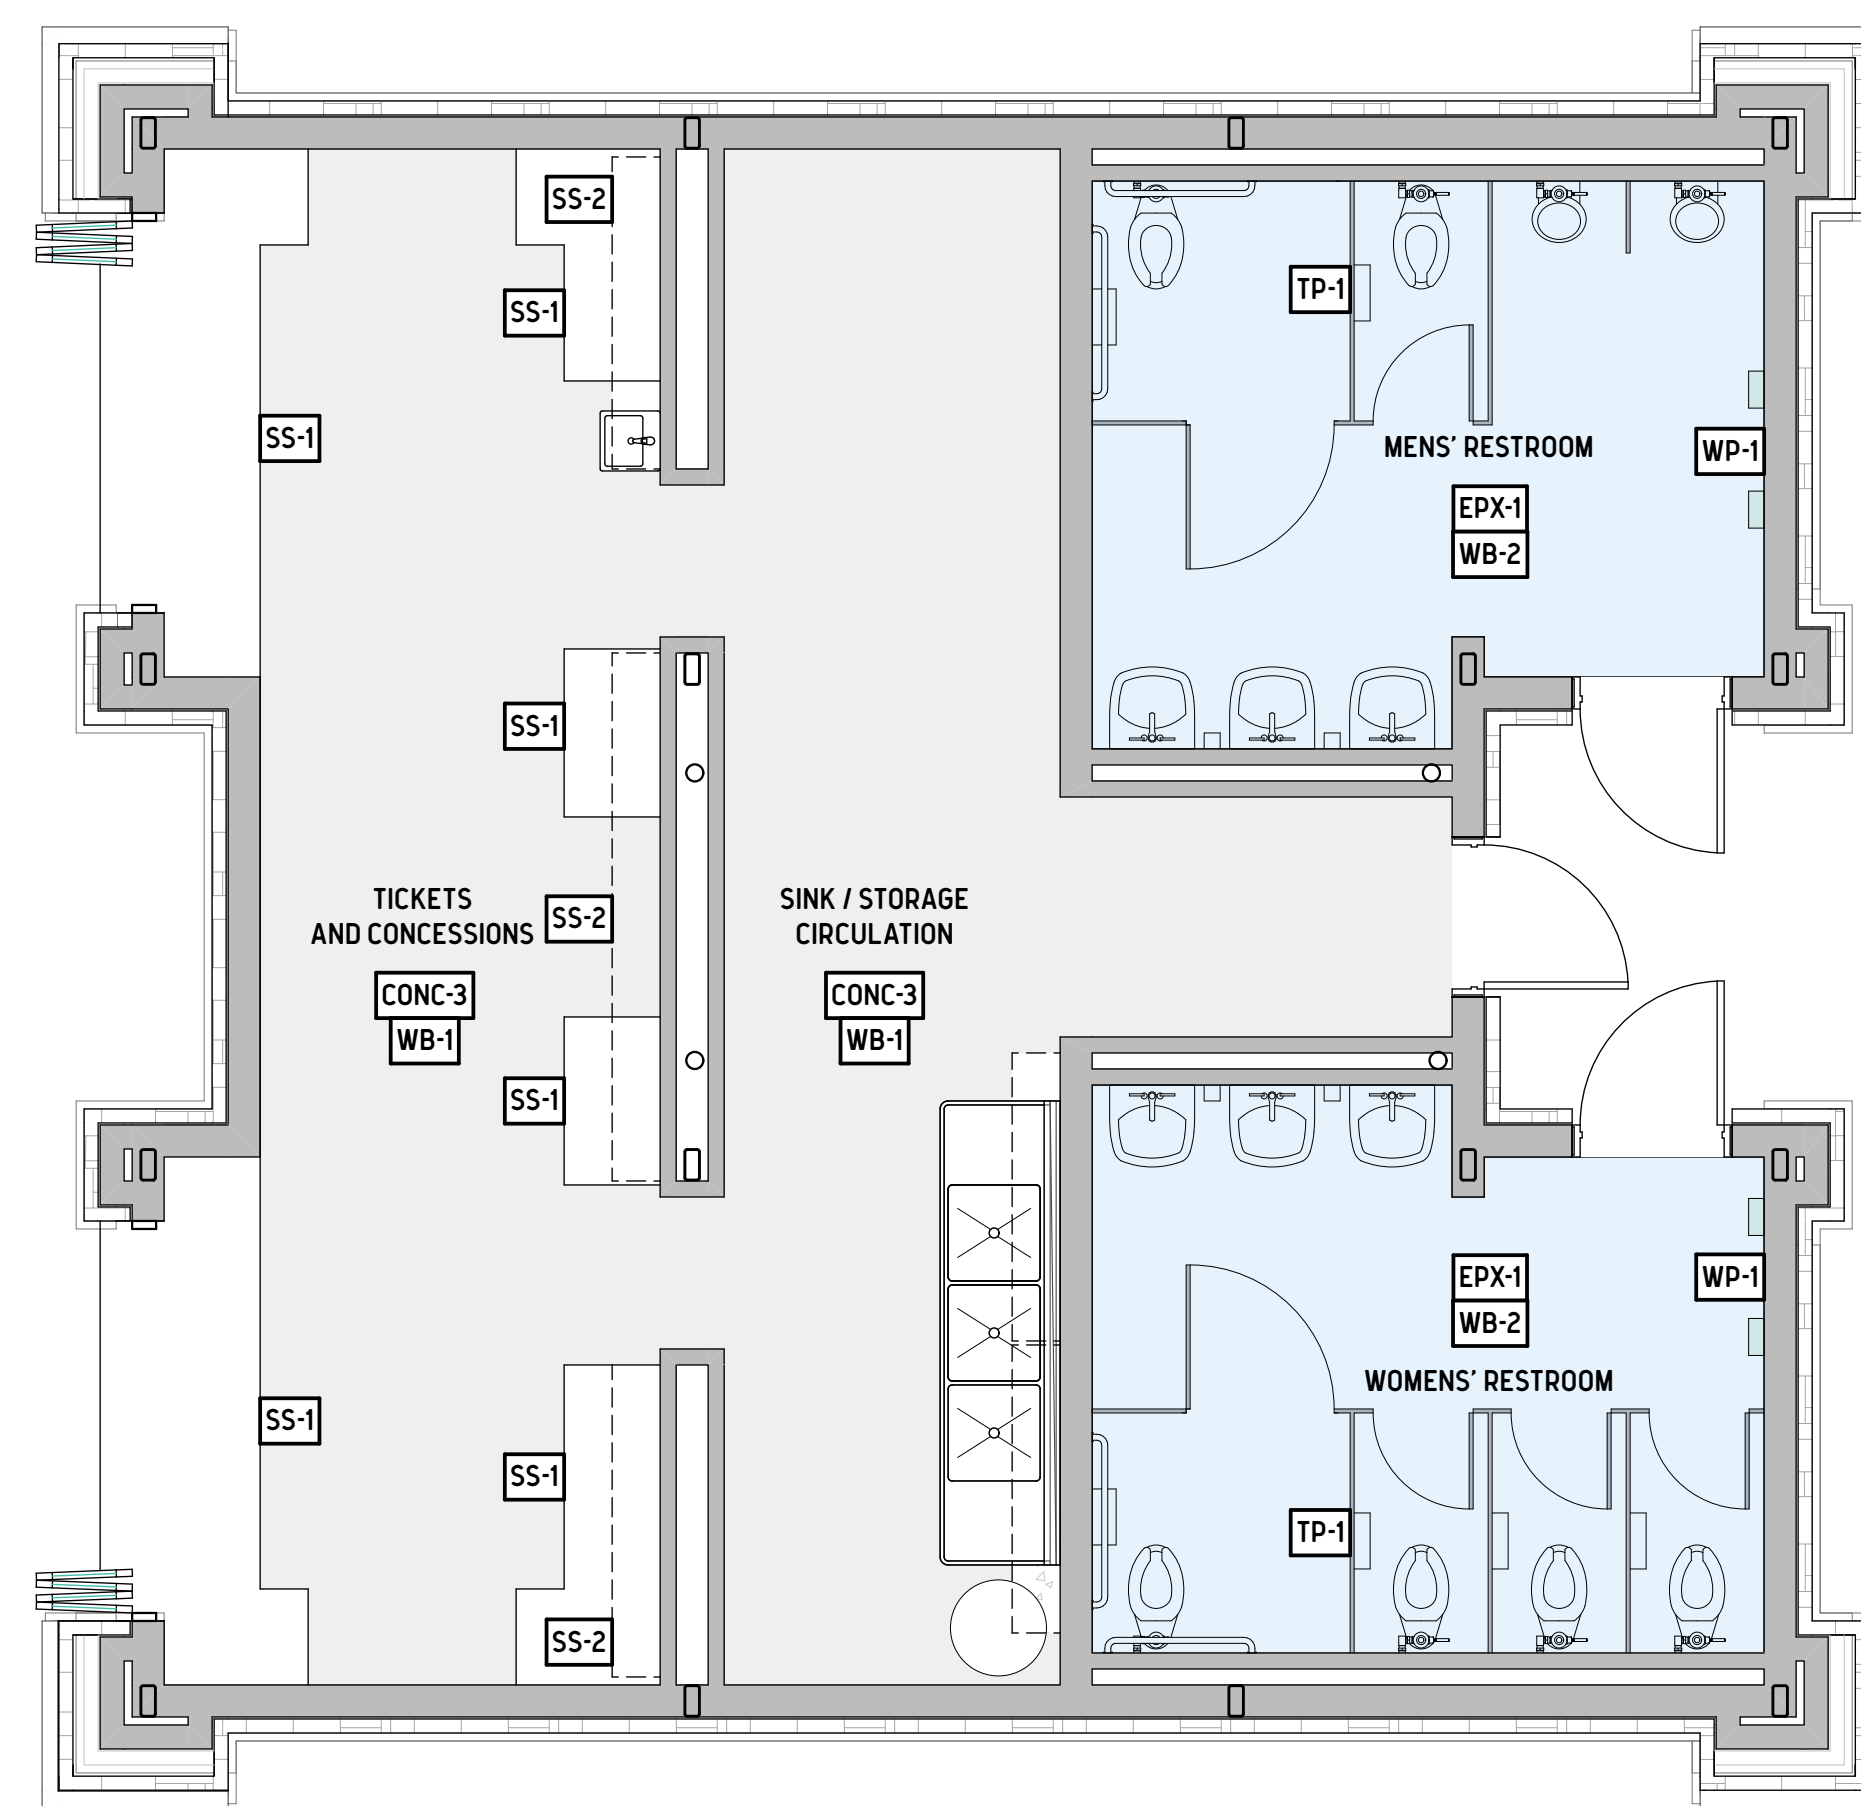 SS-2
TP-1
SS-1
SS-1
MENS' RESTROOM
WP-1
EPX-1
WB-2
SS-1
TICKETS
AND CONCESSIONS
SS-2
SINK / STORAGE
CIRCULATION
CONC-3
WB-1
CONC-3
WB-1
SS-1
EPX-1
WB-2
WP-1
WOMENS' RESTROOM
SS-1
SS-1
TP-1
SS-2